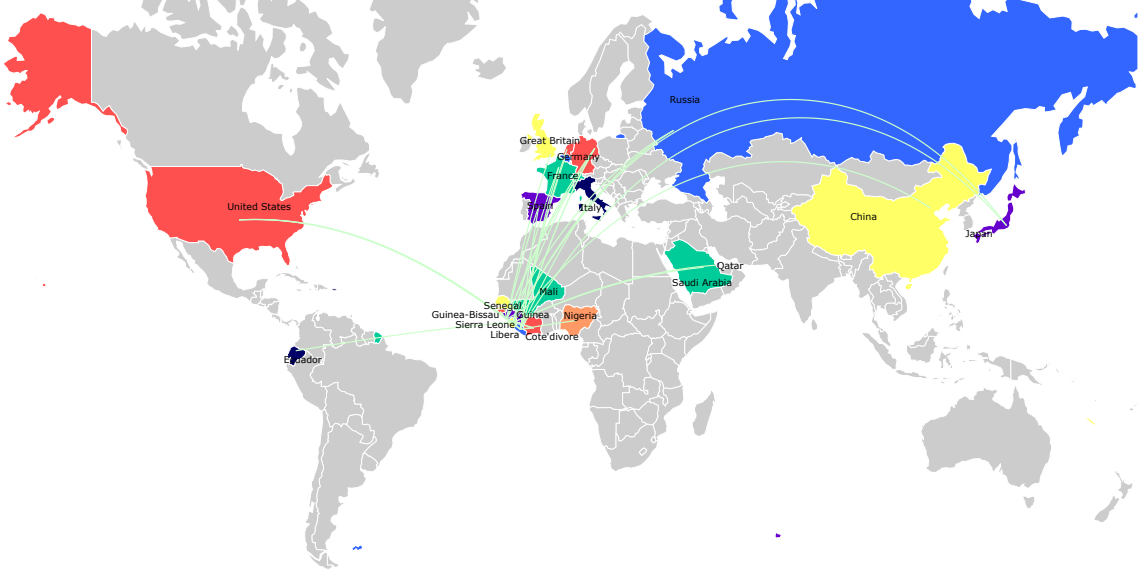 Russia
Great Britain
Germany
France
United States
Spain
Italy
China
Japan
Qatar
Saudi Arabia
Mali
Senegal
Guinea-Bissau
Guinea
Nigeria
Sierra Leone
Libera
Cote'divore
Ecuador